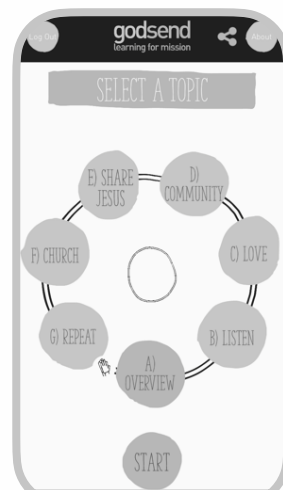 Log Out
godsend
About
learning for mission
SELECT A TOPIC
E) SHARE
JESUS
D)
COMMUNITY
F) CHURCH
C) LOVE
G) REPEAT
B) LISTEN
A)
OVERVIEW
START